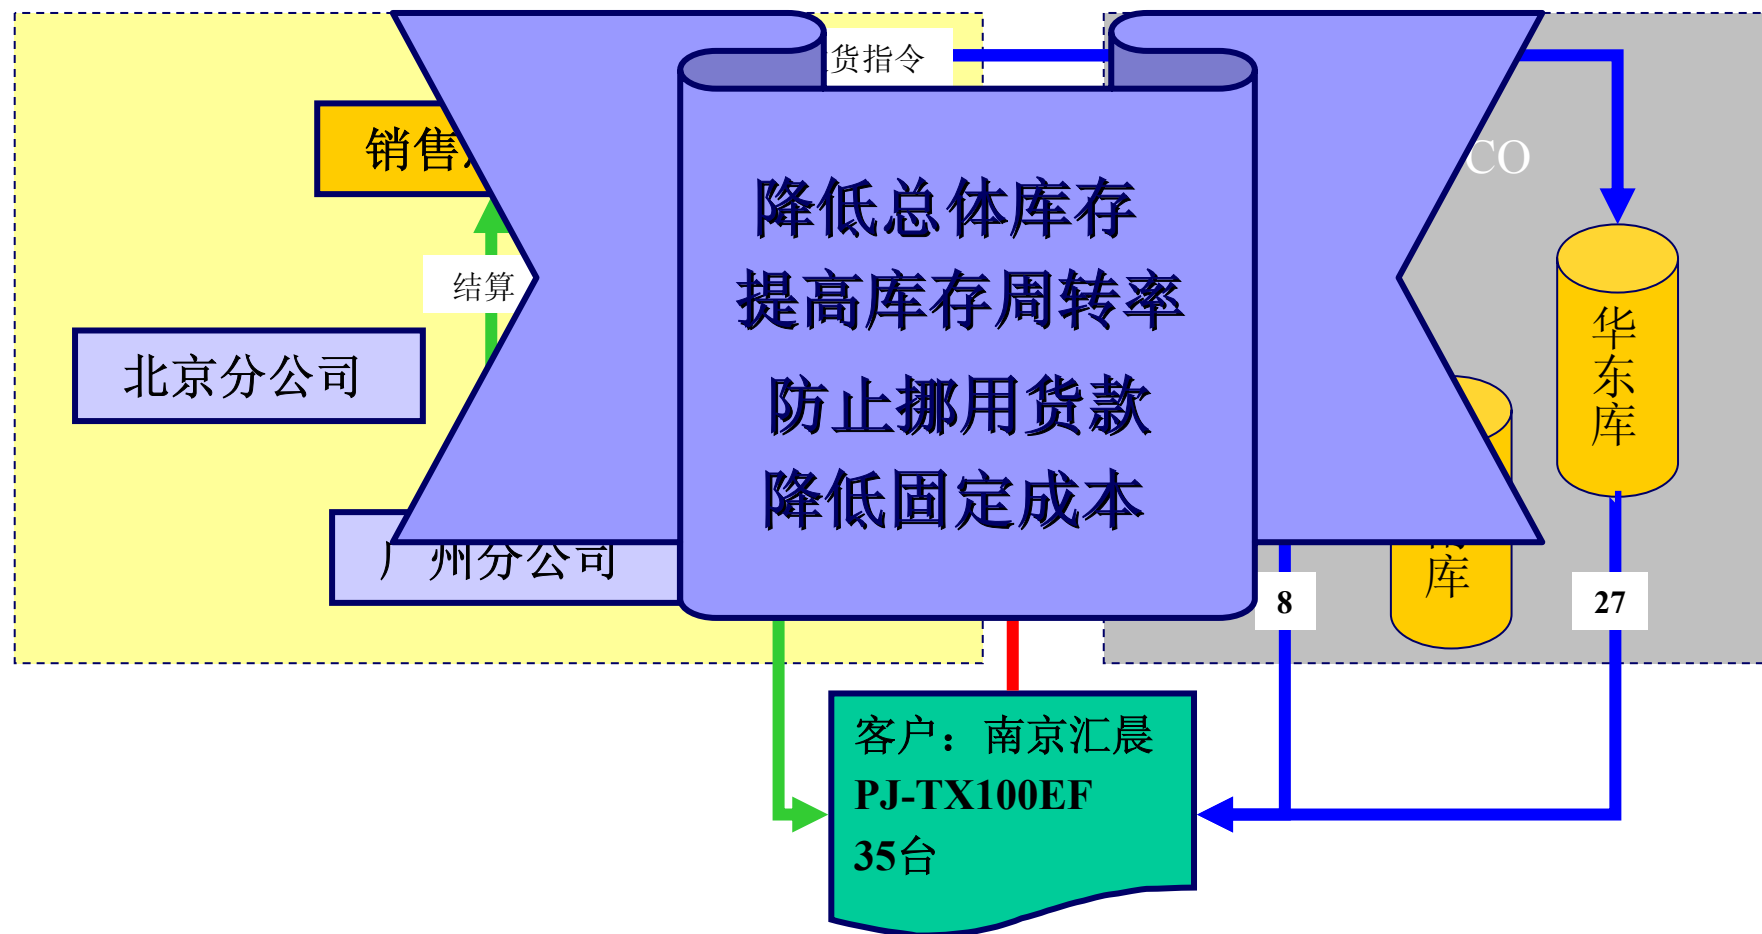 货指令
销售
CO
降低总体库存
提高库存周转率
防止挪用货款
降低固定成本
结算
北京分公司
广州分公司
华东库
库
8
27
客户：南京汇晨
PJ-TX100EF
35台